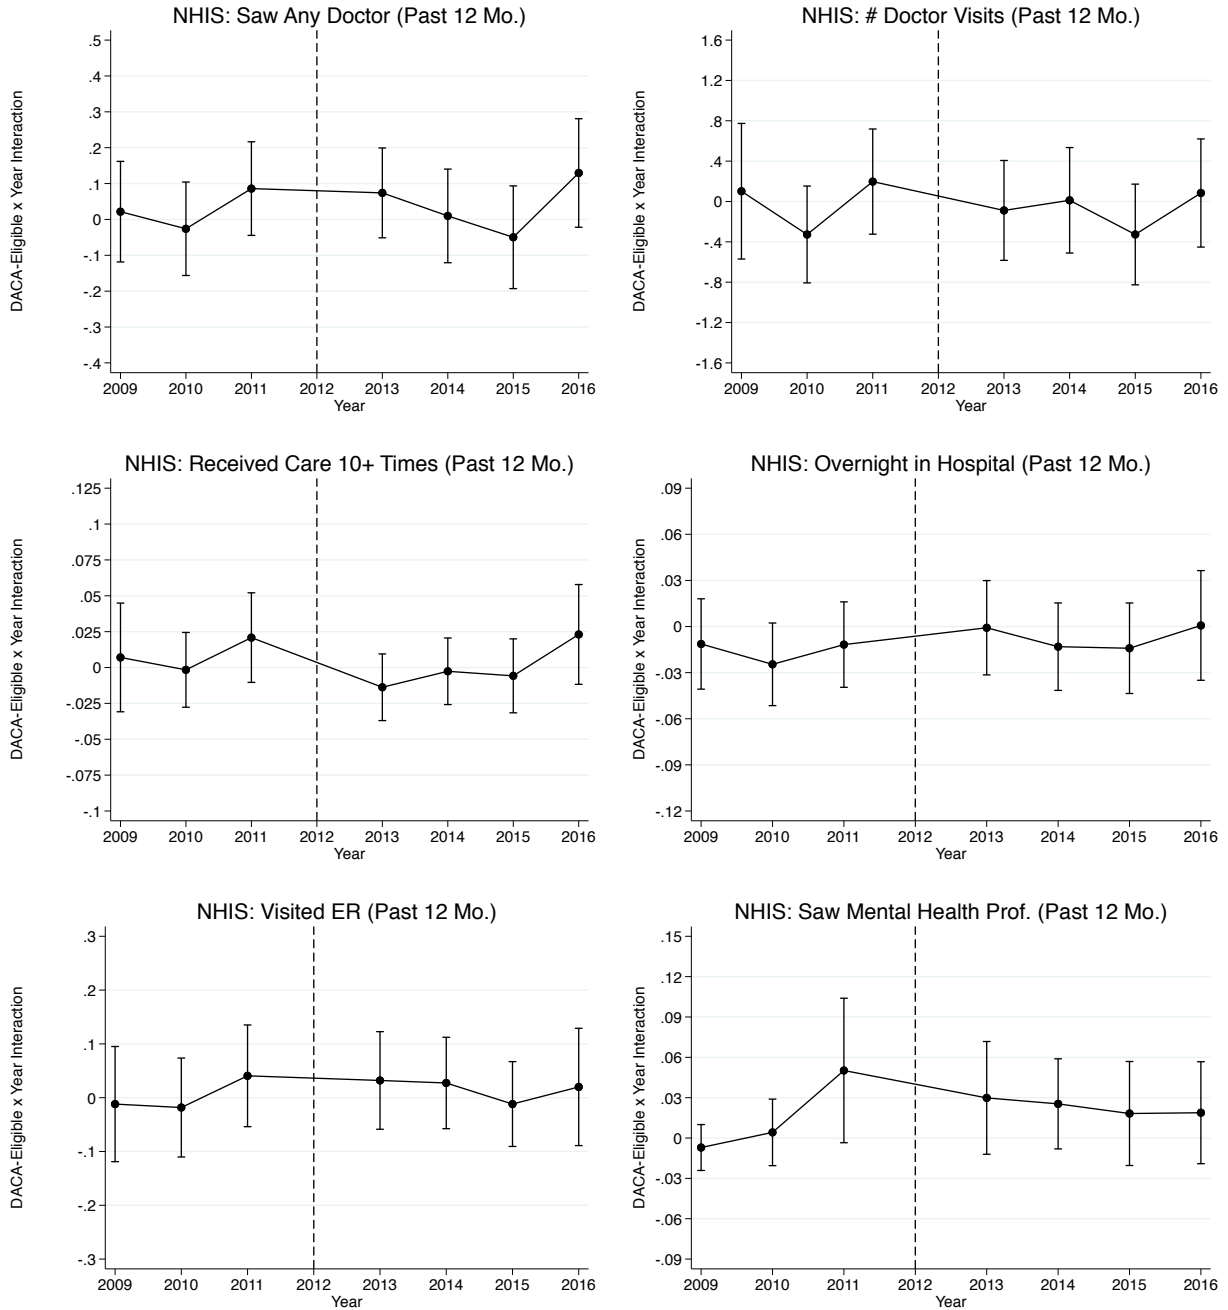 NHIS: Saw Any Doctor (Past 12 Mo.)
DACA-Eligible x Year Interaction
.5
.4
.3
.2
.1
0
-.1
-.2
-.3
-.4
2009 2010 2011 2012 2013 2014 2015 2016
Year
NHIS: # Doctor Visits (Past 12 Mo.)
DACA-Eligible x Year Interaction
1.6
1.2
.8
.4
0
-.4
-.8
-1.2
-1.6
2009 2010 2011 2012 2013 2014 2015 2016
Year
NHIS: Received Care 10+ Times (Past 12 Mo.)
DACA-Eligible x Year Interaction
.125
.1
.075
.05
.025
0
-.025
-.05
-.075
-.1
2009 2010 2011 2012 2013 2014 2015 2016
Year
NHIS: Overnight in Hospital (Past 12 Mo.)
DACA-Eligible x Year Interaction
.09
.06
.03
0
-.03
-.06
-.09
-.12
2009 2010 2011 2012 2013 2014 2015 2016
Year
NHIS: Visited ER (Past 12 Mo.)
DACA-Eligible x Year Interaction
.3
.2
.1
0
-.1
-.2
-.3
2009 2010 2011 2012 2013 2014 2015 2016
Year
NHIS: Saw Mental Health Prof. (Past 12 Mo.)
DACA-Eligible x Year Interaction
.15
.12
.09
.06
.03
0
-.03
-.06
-.09
2009 2010 2011 2012 2013 2014 2015 2016
Year